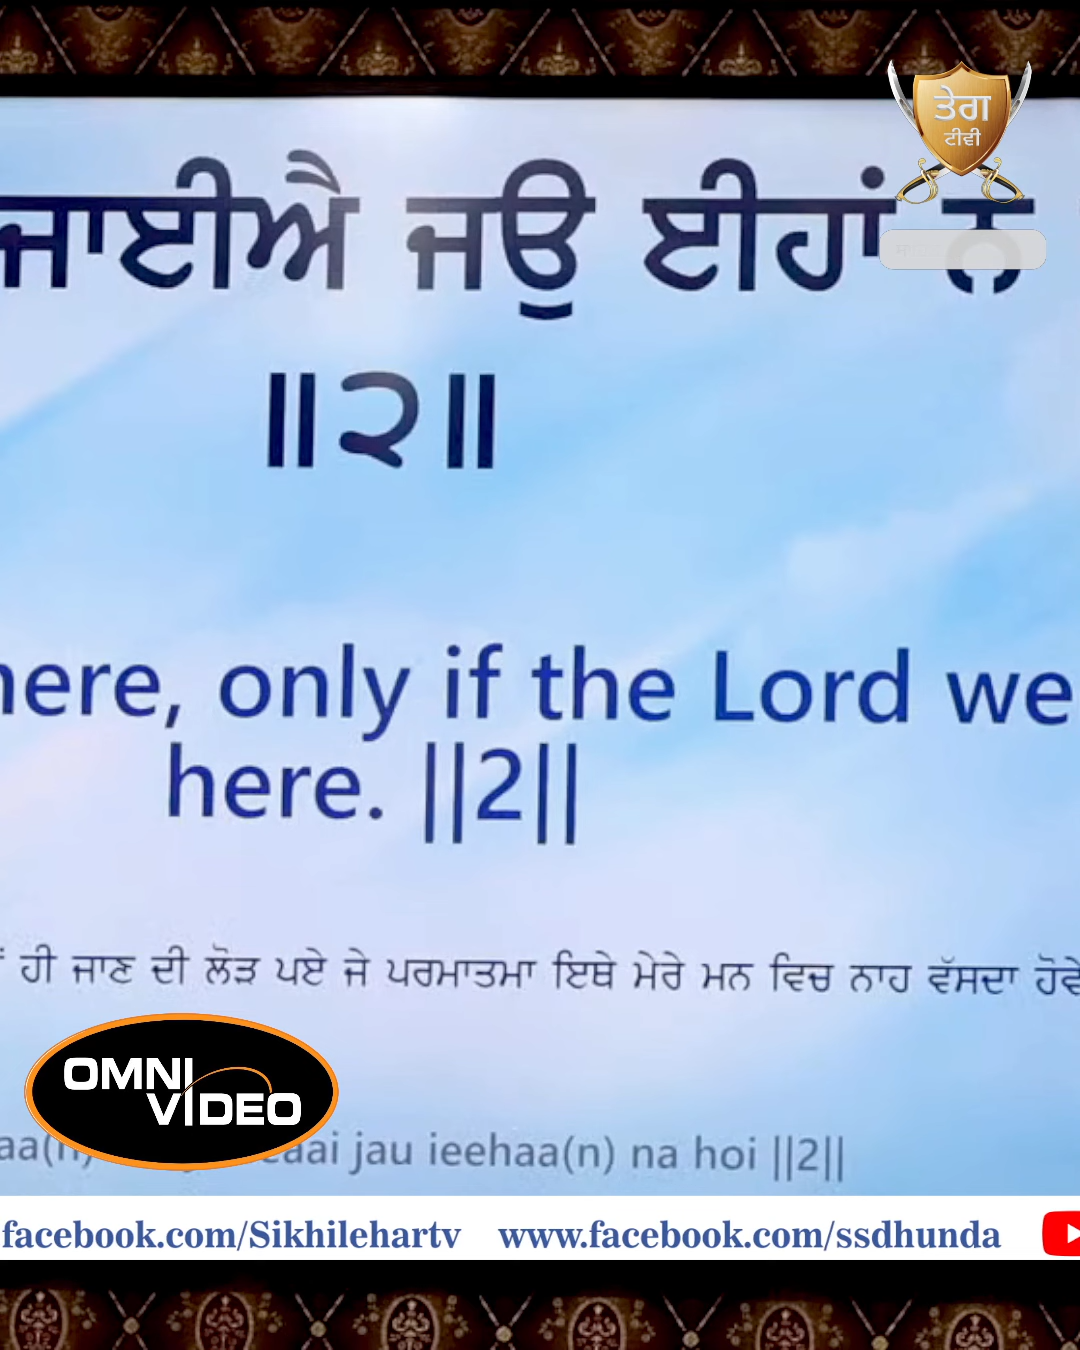 ਤੇਗ
ਟੀਵੀ
ਜਾਈਐ ਜਉ ਈਹਾਂ ਨ
॥੨॥
here, only if the Lord we
here. ||2||
ਹੀ ਜਾਣ ਦੀ ਲੋੜ ਪਏ ਜੇ ਪਰਮਾਤਮਾ ਇਥੇ ਮੇਰੇ ਮਨ ਵਿਚ ਨਾਹ ਵੱਸਦਾ ਹੋਵੇ
OMNI
VIDEO
jau ieehaa(n) na hoi ||2||
facebook.com/Sikhilehartv www.facebook.com/ssdhunda